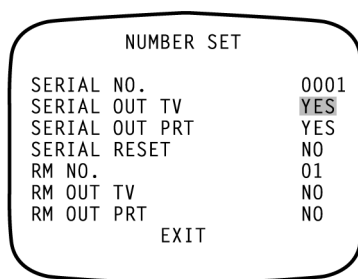 NUMBER SET
SERIAL NO. 0001
SERIAL OUT TV YES
SERIAL OUT PRT YES
SERIAL RESET NO
RM NO. 01
RM OUT TV NO
RM OUT PRT NO
EXIT